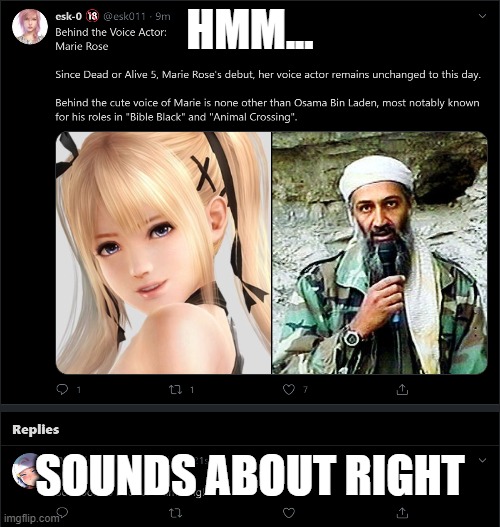 esk-0 🔞 @esk011 · 9m
HMM...
Behind the Voice Actor:
Marie Rose
Since Dead or Alive 5, Marie Rose's debut, her voice actor remains unchanged to this day.
Behind the cute voice of Marie is none other than Osama Bin Laden, most notably known
for his roles in "Bible Black" and "Animal Crossing".
1
1
7
Replies
SOUNDS ABOUT RIGHT
imgflip.com